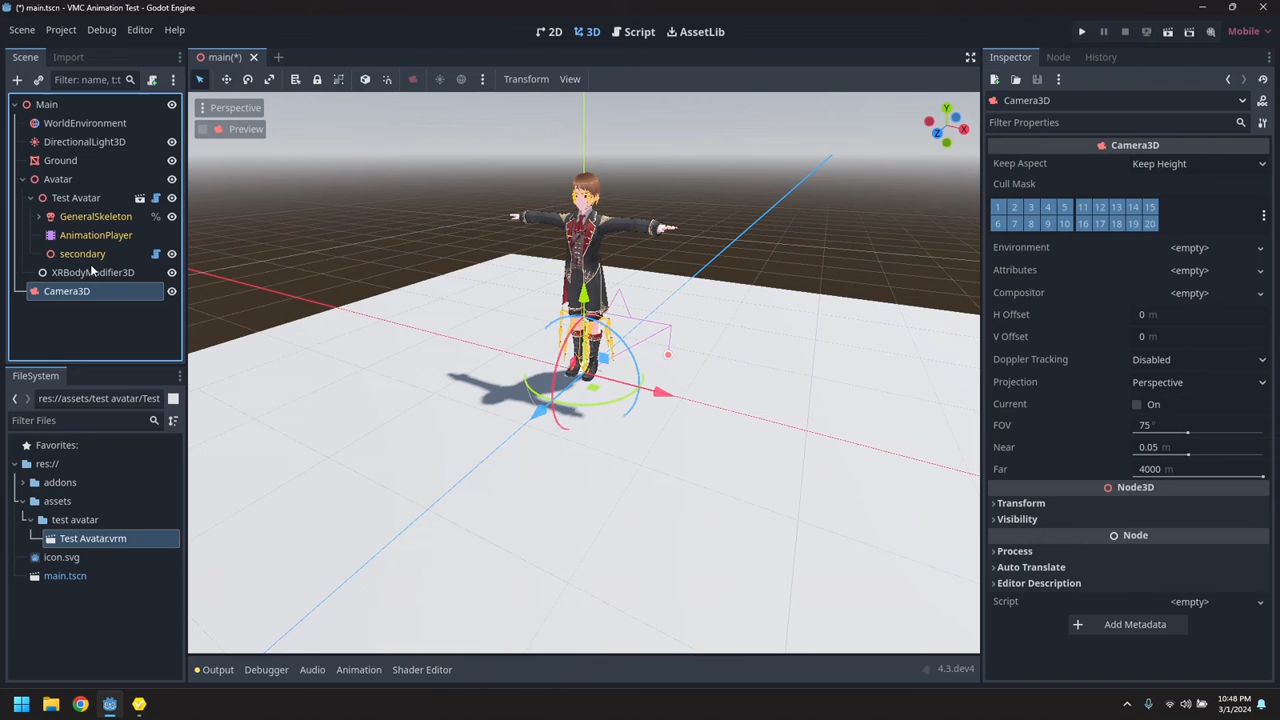 (*) main.tscn - VMC Animation Test - Godot Engine
Scene Project Debug Editor Help
2D 3D Script AssetLib
Mobile
Scene Import
Filter: name, t:t
main(*)
Transform View
Perspective
Preview
Y
X
Z
Main
WorldEnvironment
DirectionalLight3D
Ground
Avatar
Test Avatar
GeneralSkeleton %
AnimationPlayer
secondary
XRBodyModifier3D
Camera3D
FileSystem
res://assets/test avatar/Test
Filter Files
Favorites:
res://
addons
assets
test avatar
Test Avatar.vrm
icon.svg
main.tscn
Output Debugger Audio Animation Shader Editor
4.3.dev4
Inspector Node History
Camera3D
Filter Properties
Camera3D
Keep Aspect Keep Height
Cull Mask
1 2 3 4 5 11 12 13 14 15
6 7 8 9 10 16 17 18 19 20
Environment <empty>
Attributes <empty>
Compositor <empty>
H Offset 0 m
V Offset 0 m
Doppler Tracking Disabled
Projection Perspective
Current On
FOV 75 °
Near 0.05 m
Far 4000 m
Node3D
Transform
Visibility
Node
Process
Auto Translate
Editor Description
Script <empty>
Add Metadata
10:48 PM
3/1/2024